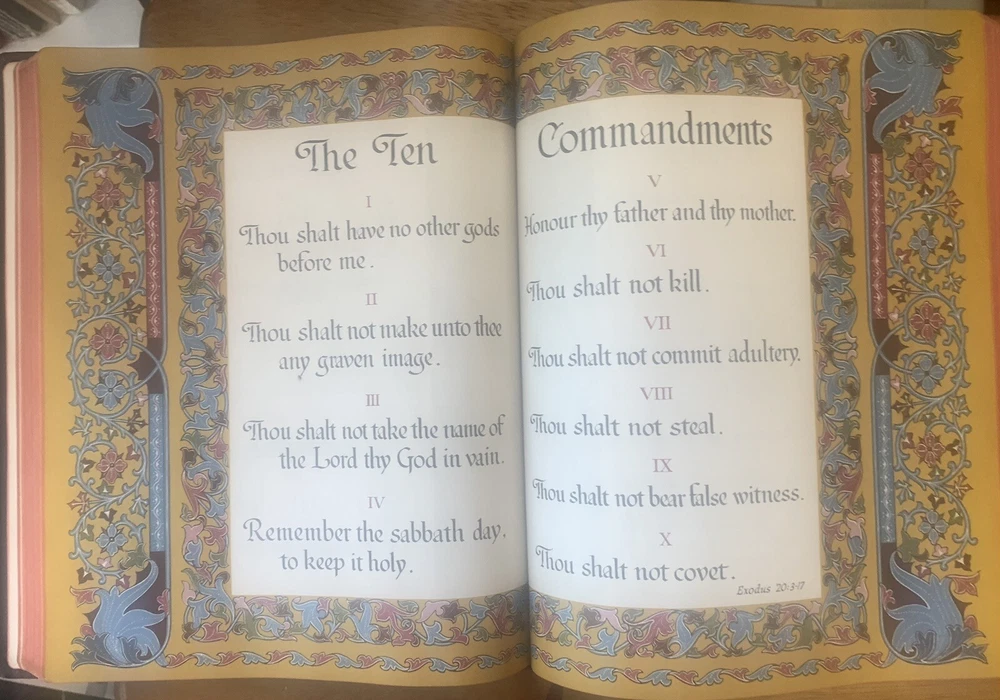 The Ten
I
Thou shalt have no other gods
before me.
II
Thou shalt not make unto thee
any graven image.
III
Thou shalt not take the name of
the Lord thy God in vain.
IV
Remember the sabbath day,
to keep it holy.
Commandments
V
Honour thy father and thy mother.
VI
Thou shalt not kill.
VII
Thou shalt not commit adultery.
VIII
Thou shalt not steal.
IX
Thou shalt not bear false witness.
X
Thou shalt not covet.
Exodus 20:3-17